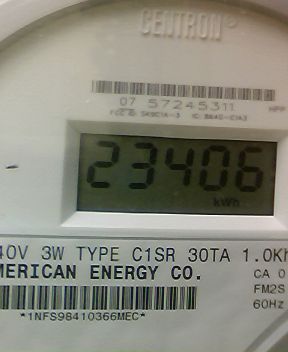 CENTRON
07 57245311
23406
kWh
40V 3W TYPE C1SR 30TA 1.0Kh
MERICAN ENERGY CO.
CA 0
FM2S
60Hz
*1NFS98410366MEC*